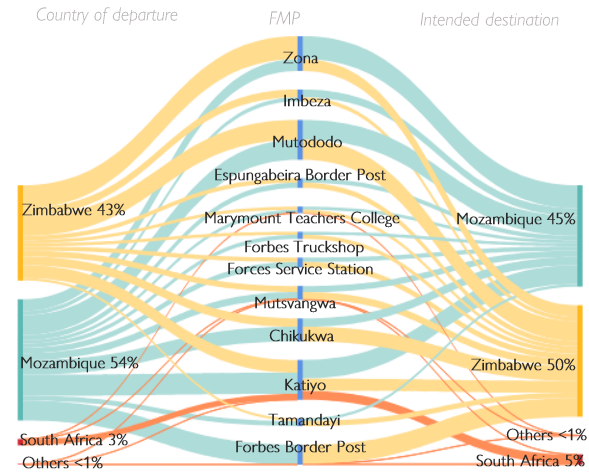 Country of departure
FMP
Intended destination
Zona
Imbeza
Mutododo
Espungabeira Border Post
Zimbabwe 43%
Marymount Teachers College
Mozambique 45%
Forbes Truckshop
Forces Service Station
Mutsvangwa
Chikukwa
Mozambique 54%
Zimbabwe 50%
Katiyo
Tamandayi
South Africa 3%
Others <1%
Forbes Border Post
Others <1%
South Africa 5%